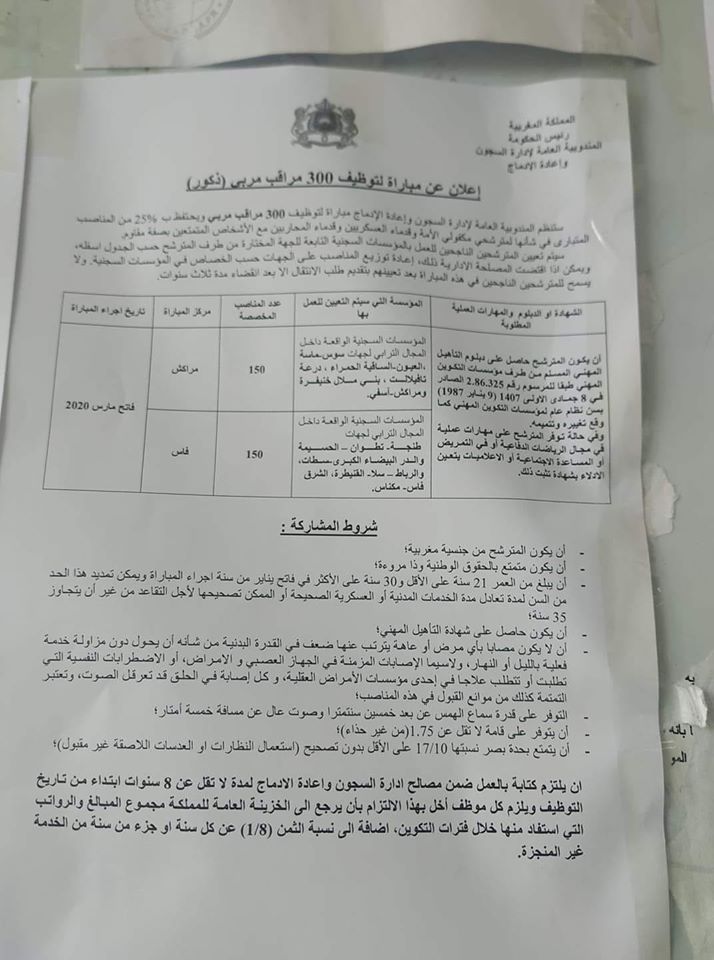 المملكة المغربية
رئيس الحكومة
المندوبية العامة لإدارة السجون
وإعادة الإدماج
إعلان عن مباراة لتوظيف 300 مراقب مربي (ذكور)
ستنظم المندوبية العامة لإدارة السجون وإعادة الإدماج مباراة لتوظيف 300 مراقب مربي ويحتفظ ب 25% من المناصب
المتبارى في شأنها لمترشحي مكفولي الأمة وقدماء العسكريين وقدماء المحاربين مع الأشخاص المتمتعين بصفة مقاوم.
سيتم تعيين المترشحين الناجحين للعمل بالمؤسسات السجنية التابعة للجهة المختارة من طرف المترشح حسب الجدول اسفله،
ويمكن اذا اقتضت المصلحة الادارية ذلك، إعادة توزيع المناصب على الجهات حسب الخصاص في المؤسسات السجنية. ولا
يسمح للمترشحين الناجحين في هذه المباراة بعد تعيينهم بتقديم طلب الانتقال الا بعد انقضاء مدة ثلاث سنوات.
الشهادة او الدبلوم والمهارات العملية المطلوبة
المؤسسة التي سيتم التعيين للعمل بها
عدد المناصب المخصصة
مركز المباراة
تاريخ اجراء المباراة
أن يكون المترشح حاصل على دبلوم التأهيل
المهني المسلم من طرف مؤسسات التكوين
المهني طبقا للمرسوم رقم 2.86.325 الصادر
في 8 جمادى الاولى 1407 (9 يناير 1987)
بسن نظام عام لمؤسسات التكوين المهني كما
وقع تغييره وتتميمه.
وفي حالة توفر المترشح على مهارات عملية
في مجال الرياضات الدفاعية أو في التمريض
أو المساعدة الاجتماعية أو الاعلاميات يتعين
الادلاء بشهادة تثبت ذلك.
المؤسسات السجنية الواقعة داخل
المجال الترابي لجهات سوس-ماسة
،العيون-الساقية الحمراء ، درعة
تافيلالت ، بني ملال خنيفرة
ومراكش-آسفي.
150
مراكش
فاتح مارس 2020
المؤسسات السجنية الواقعة داخل
المجال الترابي لجهات
طنجة- تطوان – الحسيمة
والدر البيضاء الكبرى-سطات،
والرباط – سلا- القنيطرة، الشرق
فاس- مكناس.
150
فاس
شروط المشاركة :
- أن يكون المترشح من جنسية مغربية؛
- أن يكون متمتع بالحقوق الوطنية وذا مروءة؛
- أن يبلغ من العمر 21 سنة على الأقل و30 سنة على الأكثر في فاتح يناير من سنة اجراء المباراة ويمكن تمديد هذا الحد
من السن لمدة تعادل مدة الخدمات المدنية أو العسكرية الصحيحة أو الممكن تصحيحها لأجل التقاعد من غير أن يتجاوز
35 سنة؛
- أن يكون حاصل على شهادة التأهيل المهني؛
- أن لا يكون مصابا بأي مرض أو عاهة يترتب عنها ضعف في القدرة البدنية من شأنه أن يحول دون مزاولة خدمة
فعلية بالليل أو النهار، ولاسيما الإصابات المزمنة في الجهاز العصبي و الامراض، أو الاضطرابات النفسية التي
تطلبت أو تتطلب علاجا في إحدى مؤسسات الأمراض العقلية، و كل إصابة في الحلق قد تعرقل الصوت، وتعتبر
التمتمة كذلك من موانع القبول في هذه المناصب؛
- التوفر على قدرة سماع الهمس عن بعد خمسين سنتمترا وصوت عال عن مسافة خمسة أمتار؛
- أن يتوفر على قامة لا تقل عن 1.75(من غير حذاء)؛
- أن يتمتع بحدة بصر نسبتها 17/10 على الأقل بدون تصحيح (استعمال النظارات او العدسات اللاصقة غير مقبول)؛
ان يلتزم كتابة بالعمل ضمن مصالح ادارة السجون واعادة الادماج لمدة لا تقل عن 8 سنوات ابتداء من تاريخ
التوظيف ويلزم كل موظف أخل بهذا الالتزام بأن يرجع الى الخزينة العامة للمملكة مجموع المبالغ والرواتب
التي استفاد منها خلال فترات التكوين، اضافة الى نسبة الثمن (1/8) عن كل سنة او جزء من سنة من الخدمة
غير المنجزة.
به
أبانه
المو